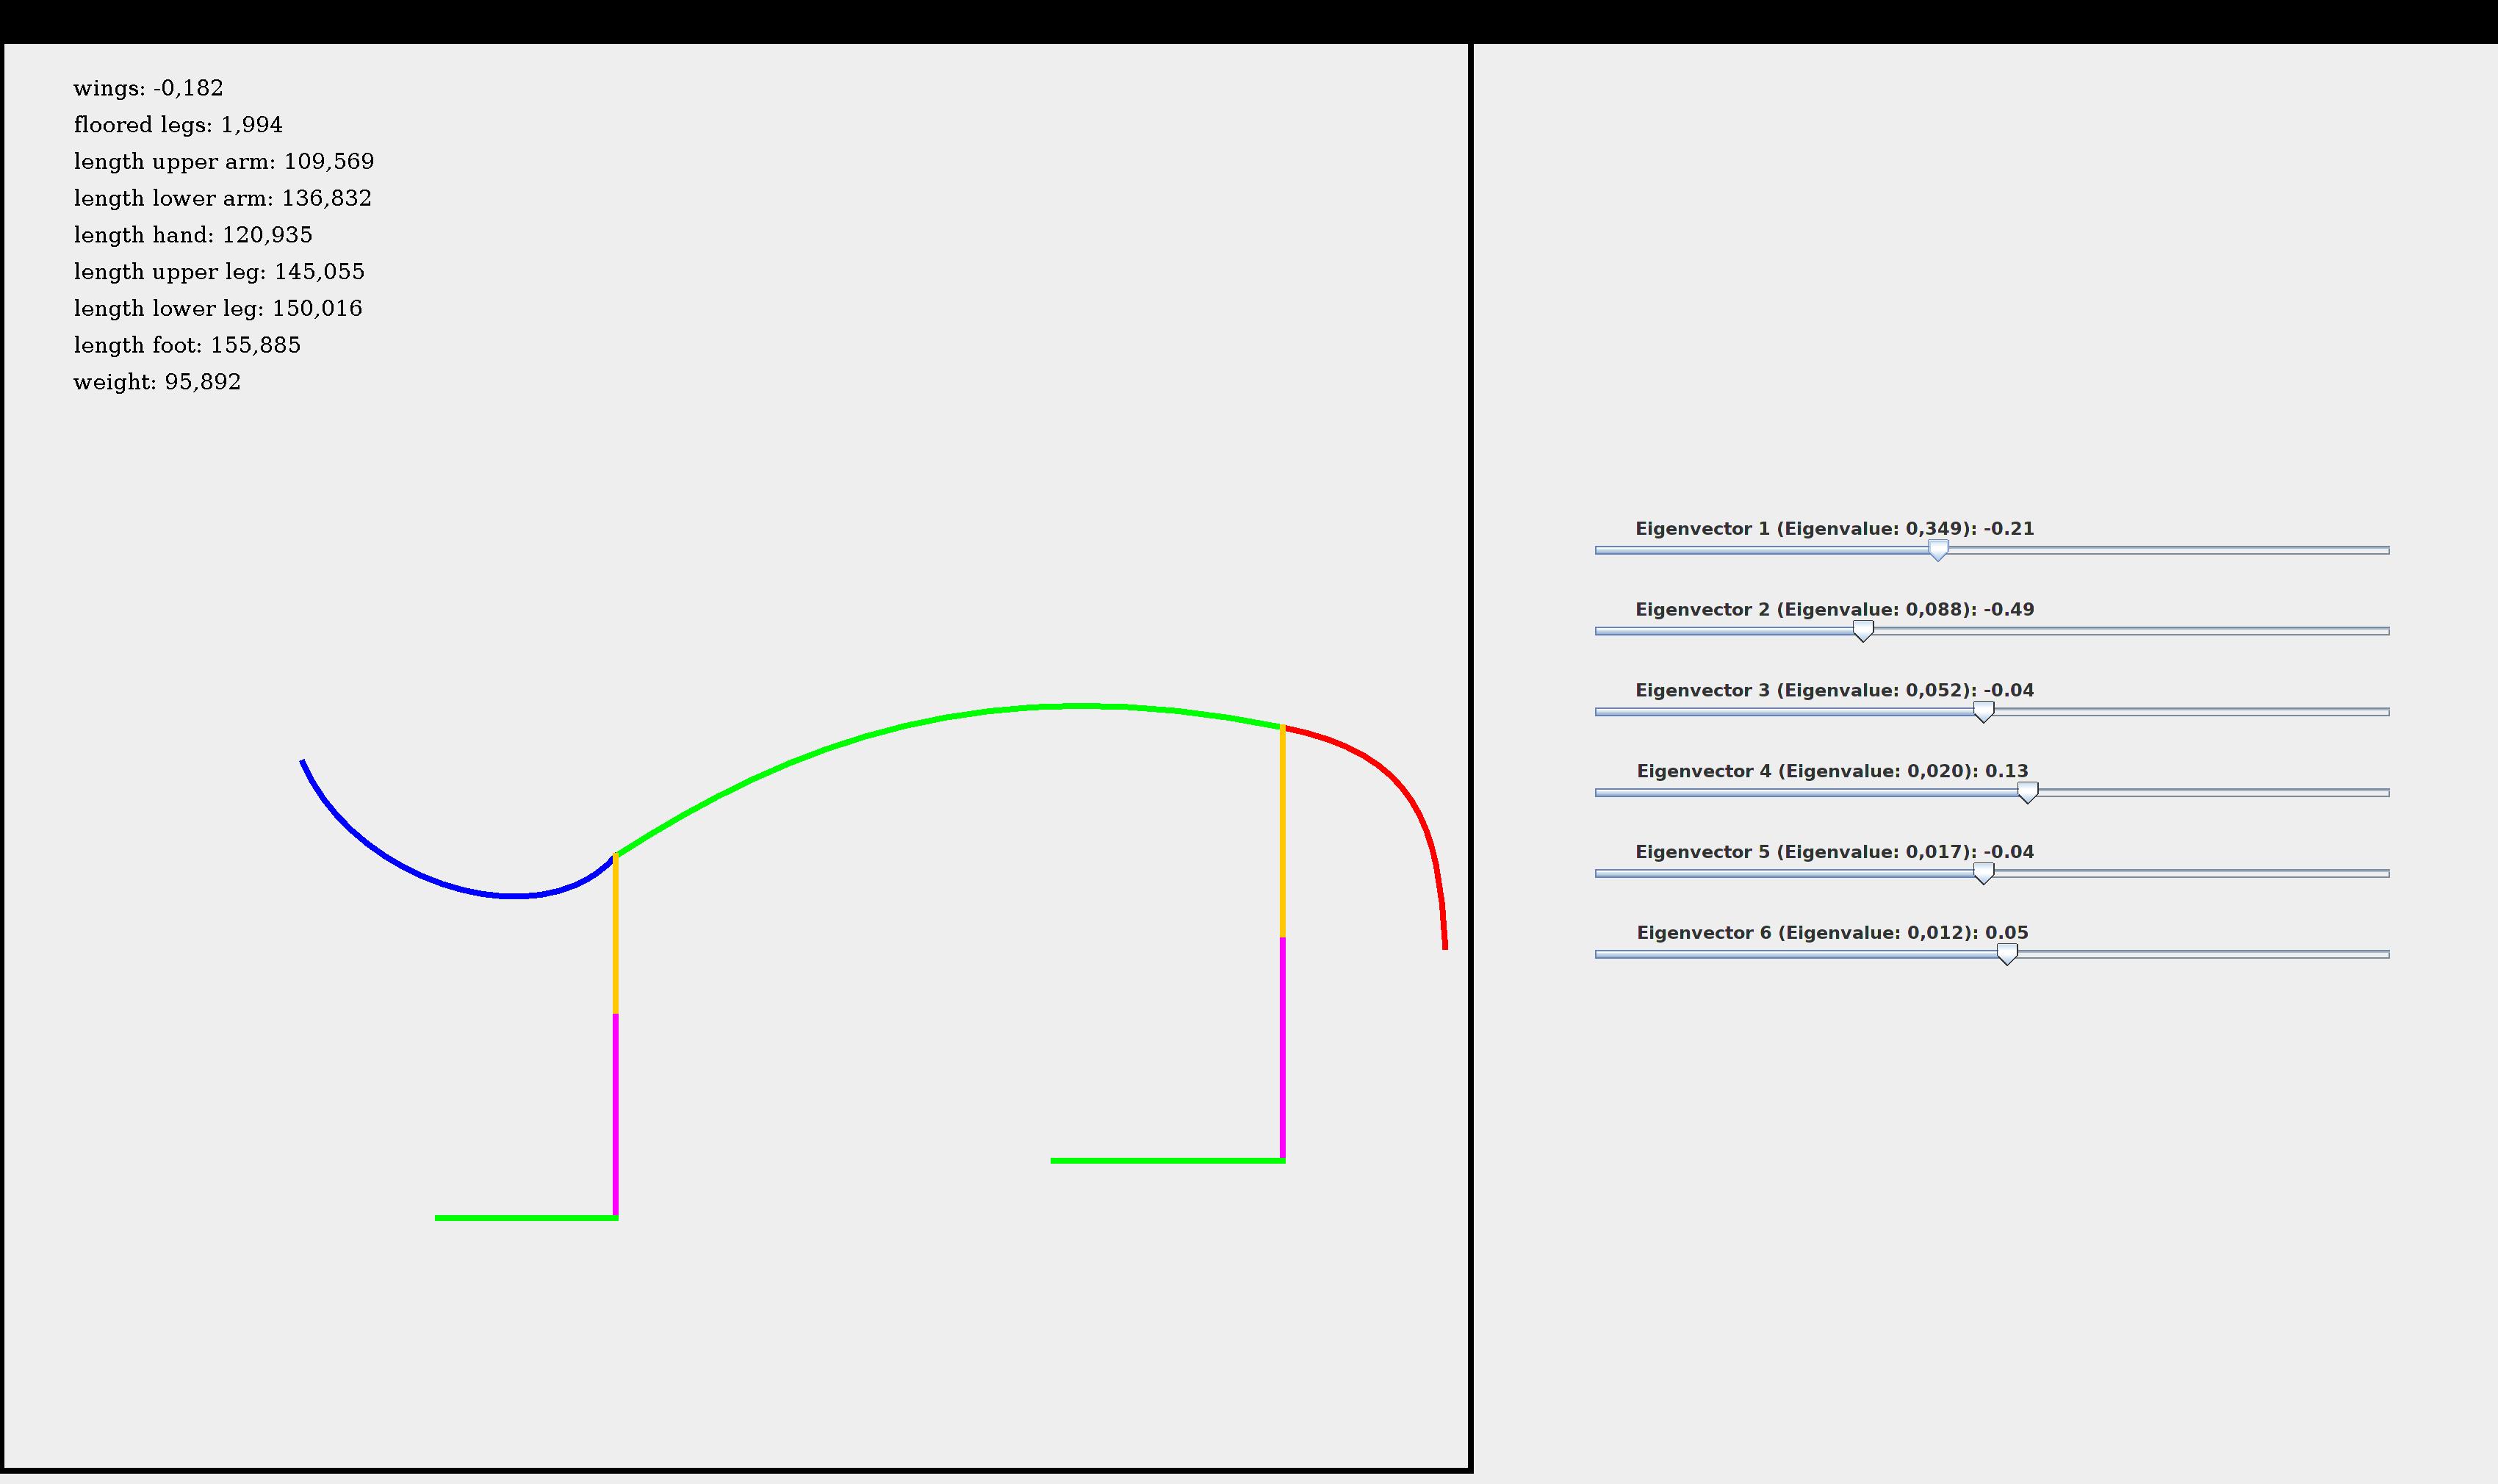 wings: -0,182
floored legs: 1,994
length upper arm: 109,569
length lower arm: 136,832
length hand: 120,935
length upper leg: 145,055
length lower leg: 150,016
length foot: 155,885
weight: 95,892
Eigenvector 1 (Eigenvalue: 0,349): -0.21
Eigenvector 2 (Eigenvalue: 0,088): -0.49
Eigenvector 3 (Eigenvalue: 0,052): -0.04
Eigenvector 4 (Eigenvalue: 0,020): 0.13
Eigenvector 5 (Eigenvalue: 0,017): -0.04
Eigenvector 6 (Eigenvalue: 0,012): 0.05